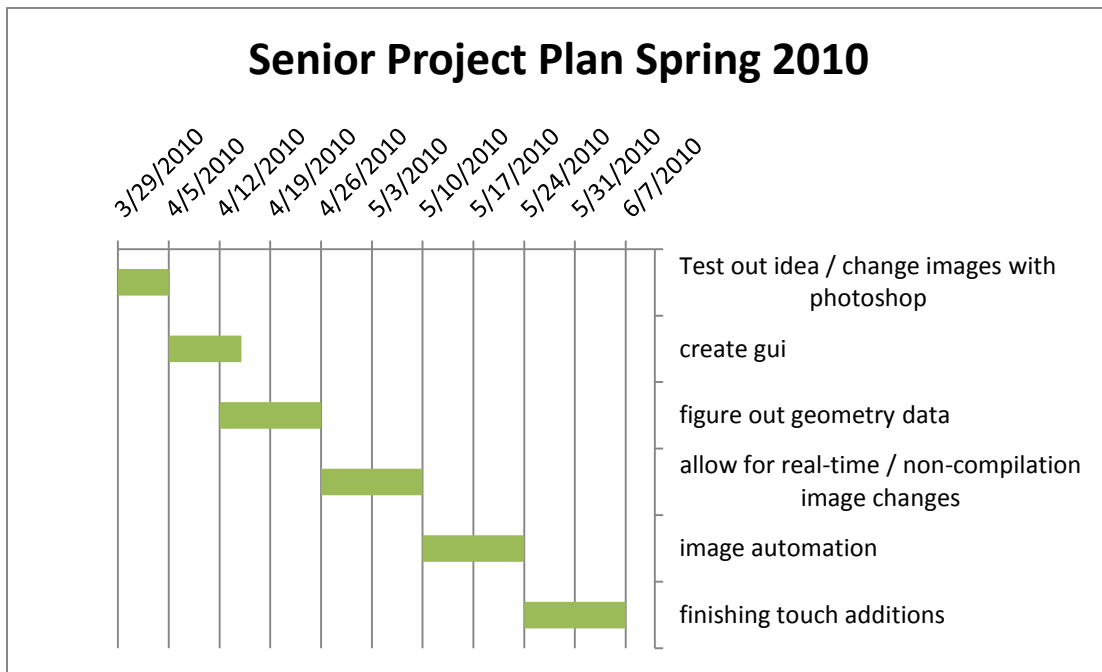 Senior Project Plan Spring 2010
3/29/2010
4/5/2010
4/12/2010
4/19/2010
4/26/2010
5/3/2010
5/10/2010
5/17/2010
5/24/2010
5/31/2010
6/7/2010
Test out idea / change images with
photoshop
create gui
figure out geometry data
allow for real-time / non-compilation
image changes
image automation
finishing touch additions